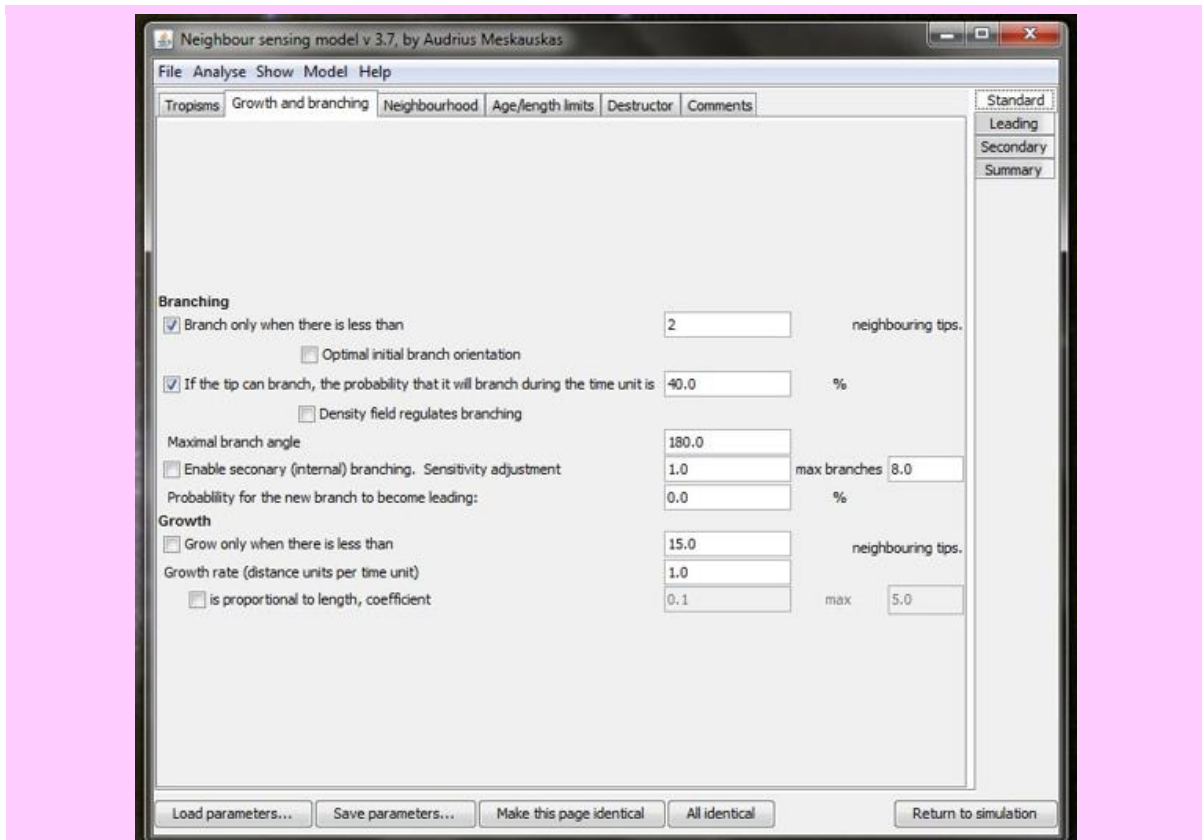 Neighbour sensing model v 3.7, by Audrius Meskauskas
File Analyse Show Model Help
Tropisms Growth and branching Neighbourhood Age/length limits Destructor Comments
Standard
Leading
Secondary
Summary
Branching
Branch only when there is less than 2 neighbouring tips.
Optimal initial branch orientation
If the tip can branch, the probability that it will branch during the time unit is 40.0 %
Density field regulates branching
Maximal branch angle 180.0
Enable seconary (internal) branching. Sensitivity adjustment 1.0 max branches 8.0
Probablility for the new branch to become leading: 0.0 %
Growth
Grow only when there is less than 15.0 neighbouring tips.
Growth rate (distance units per time unit) 1.0
is proportional to length, coefficient 0.1 max 5.0
Load parameters... Save parameters... Make this page identical All identical Return to simulation